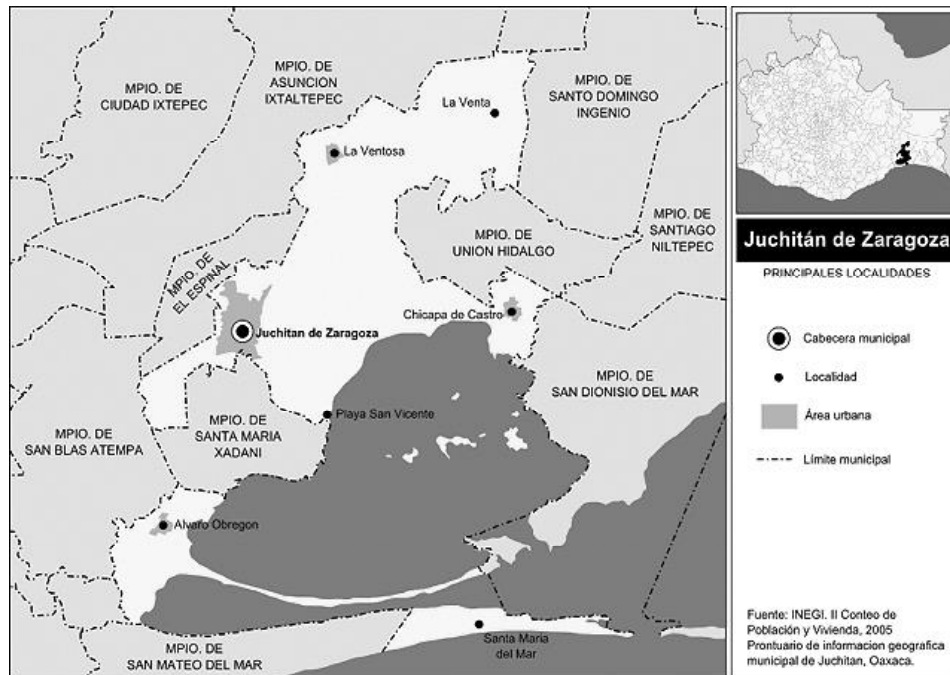 MPIO. DE
CIUDAD IXTEPEC
MPIO. DE
ASUNCION
IXTALTEPEC
La Venta
MPIO. DE
SANTO DOMINGO
INGENIO
La Ventosa
MPIO. DE
UNION HIDALGO
MPIO. DE
SANTIAGO
NILTEPEC
MPIO. DE
EL ESPINAL
Juchitan de Zaragoza
Chicapa de Castro
MPIO. DE
SAN DIONISIO DEL MAR
Playa San Vicente
MPIO. DE
SANTA MARIA
XADANI
MPIO. DE
SAN BLAS ATEMPA
Alvaro Obregon
Santa Maria
del Mar
MPIO. DE
SAN MATEO DEL MAR
Juchitán de Zaragoza
PRINCIPALES LOCALIDADES
Cabecera municipal
Localidad
Área urbana
Límite municipal
Fuente: INEGI. II Conteo de
Población y Vivienda, 2005
Prontuario de informacion geografica
municipal de Juchitan, Oaxaca.